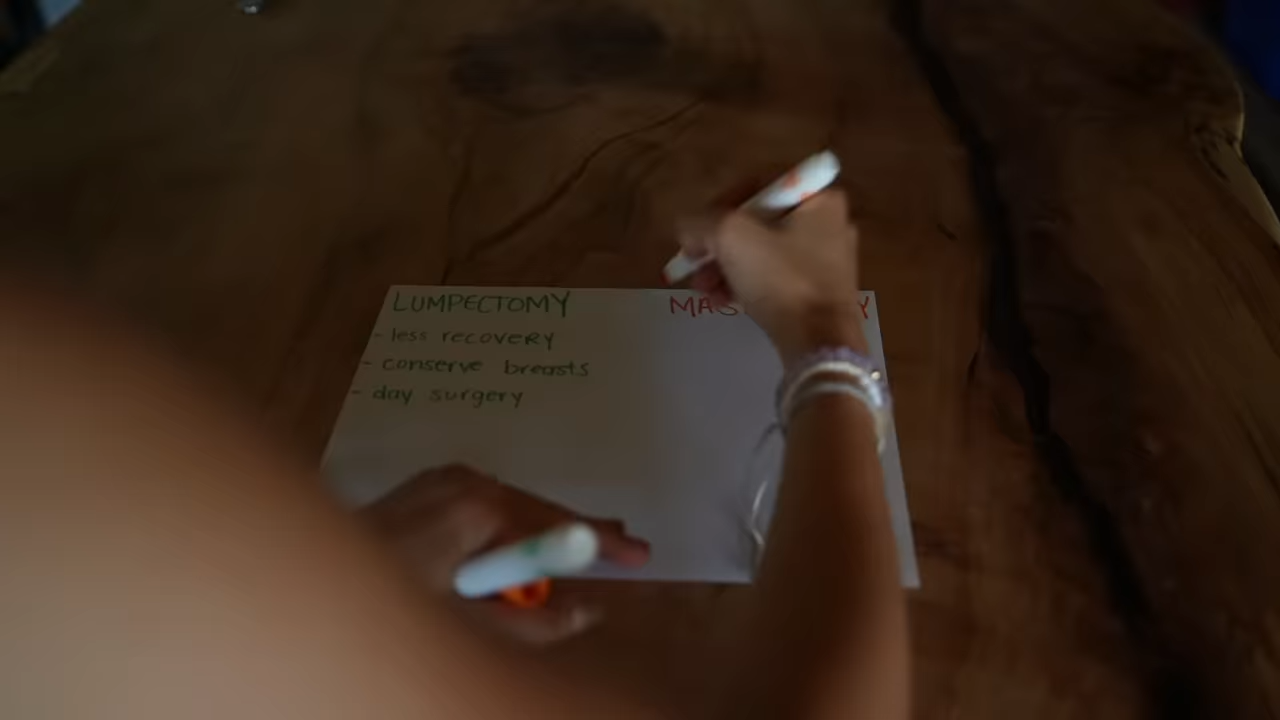 LUMPECTOMY
- less recovery
- conserve breasts
- day surgery